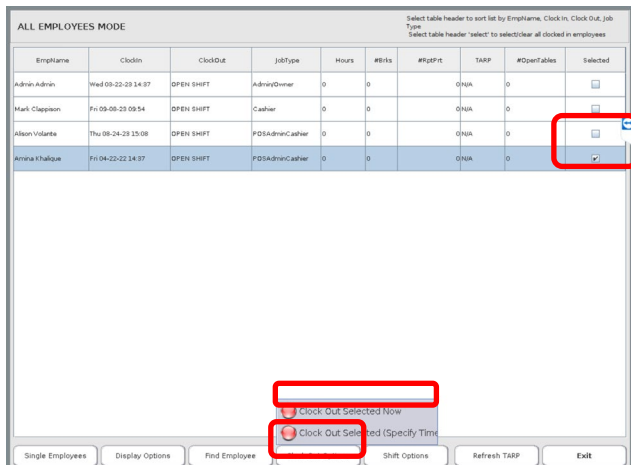 ALL EMPLOYEES MODE
Select table header to sort list by EmpName, Clock In, Clock Out, Job
Type
Select table header 'select' to select/clear all clocked in employees
EmpName ClockIn ClockOut JobType Hours #Brks #RptPrt TARP #OpenTables Selected
Admin Admin Wed 03-22-23 14:37 OPEN SHIFT Admin/Owner 0 0 0 N/A 0
Mark Clappison Fri 09-08-23 09:54 OPEN SHIFT Cashier 0 0 0 N/A 0
Alison Volante Thu 08-24-23 15:08 OPEN SHIFT POSAdminCashier 0 0 0 N/A 0
Amina Khalique Fri 04-22-22 14:37 OPEN SHIFT POSAdminCashier 0 0 0 N/A 0
Clock Out Selected Now
Clock Out Selected (Specify Time
Single Employees Display Options Find Employee Shift Options Refresh TARP Exit